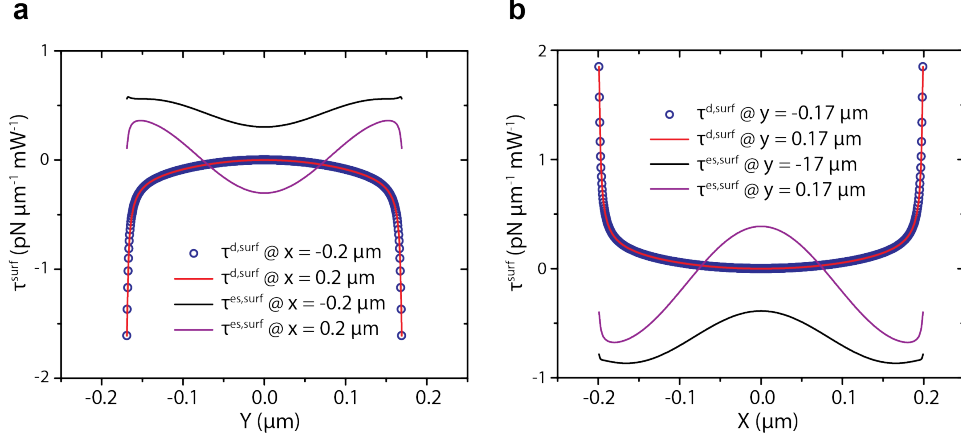 a
1
0
-1
-2
-0.2
-0.1
0.0
0.1
0.2
Y (μm)
τsurf (pN μm-1 mW-1)
τd,surf @ x = -0.2 μm
τd,surf @ x = 0.2 μm
τes,surf @ x = -0.2 μm
τes,surf @ x = 0.2 μm
b
2
1
0
-1
-0.2
-0.1
0.0
0.1
0.2
X (μm)
τsurf (pN μm-1 mW-1)
τd,surf @ y = -0.17 μm
τd,surf @ y = 0.17 μm
τes,surf @ y = -17 μm
τes,surf @ y = 0.17 μm